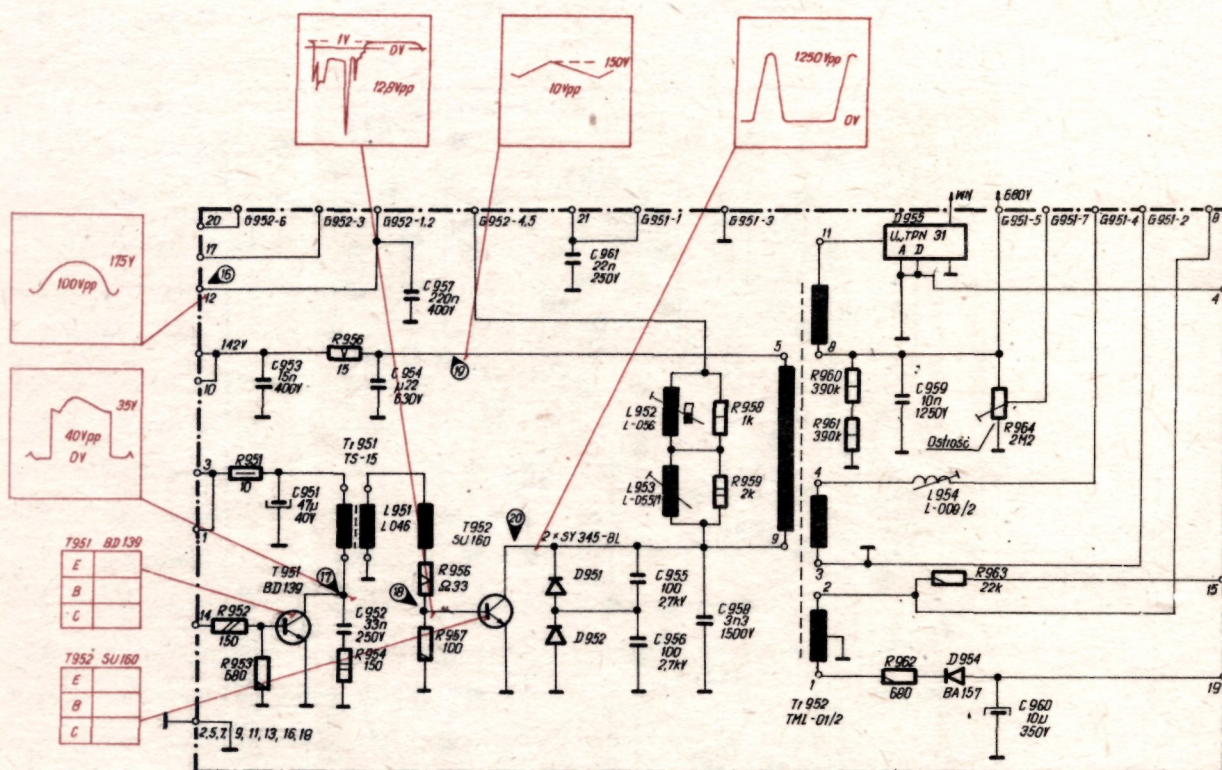 1V
0V
12,8Vpp
150V
10Vpp
1250Vpp
0V
175V
100Vpp
35V
40Vpp
0V
T951 BD139
E
B
C
T952 SU160
E
B
C
20
G952-6
G952-3
G952-1,2
G952-4,5
21
G951-1
G951-3
WN
680V
G951-5
G951-7
G951-4
G951-2
8
17
16
12
C957
220n
400V
C961
22n
250V
11
D955
TPN 31
A D
4
142V
10
C953
15n
400V
R956
15
C954
µ22
630V
19
5
8
L952
L-056
R958
1k
L953
L-055/1
R959
2k
R960
390k
R961
390k
C959
10n
1250V
Ostrość
R964
2M2
3
R951
10
1
C951
47µ
40V
Tr951
TS-15
L951
L046
4
L954
L-009/2
3
T952
SU160
20
2×SY345-BL
9
14
R952
150
R953
680
T951
BD139
17
C952
33n
250V
R954
150
18
R956
Ω33
R957
100
D951
D952
C955
100
2,7kV
C956
100
2,7kV
C958
3n3
1500V
2
R963
22k
15
1
Tr952
TML-01/2
R962
680
D954
BA157
19
C960
10µ
350V
2,5,7, 9, 11, 13, 16, 18